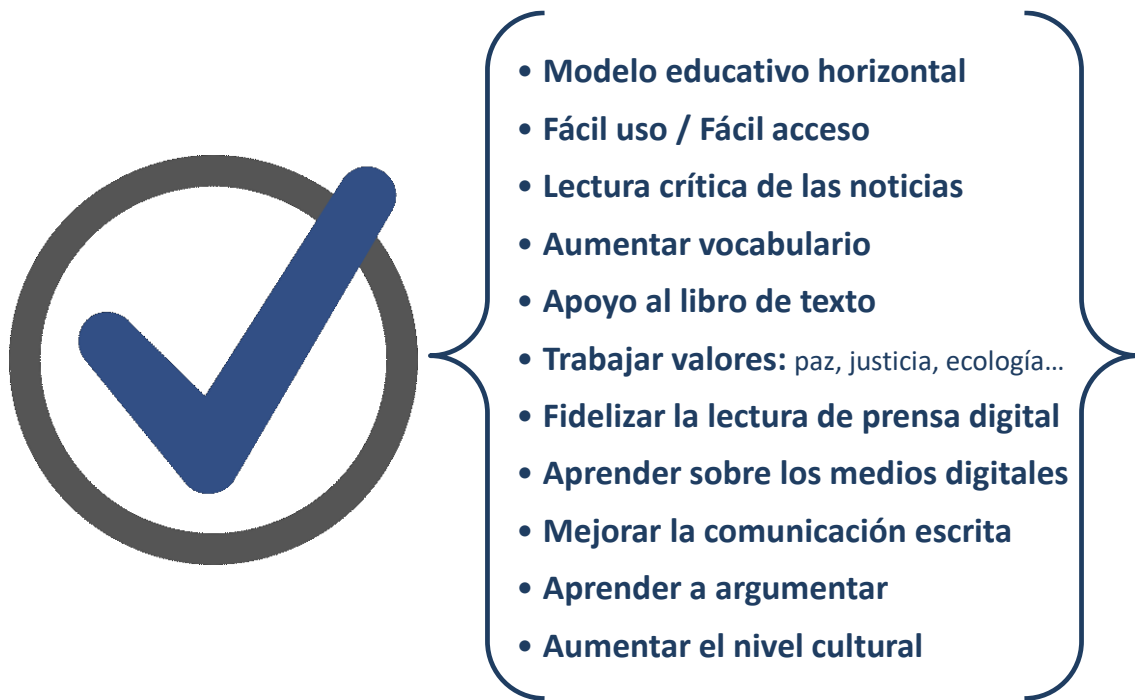 • Modelo educativo horizontal
• Fácil uso / Fácil acceso
• Lectura crítica de las noticias
• Aumentar vocabulario
• Apoyo al libro de texto
• Trabajar valores: paz, justicia, ecología…
• Fidelizar la lectura de prensa digital
• Aprender sobre los medios digitales
• Mejorar la comunicación escrita
• Aprender a argumentar
• Aumentar el nivel cultural